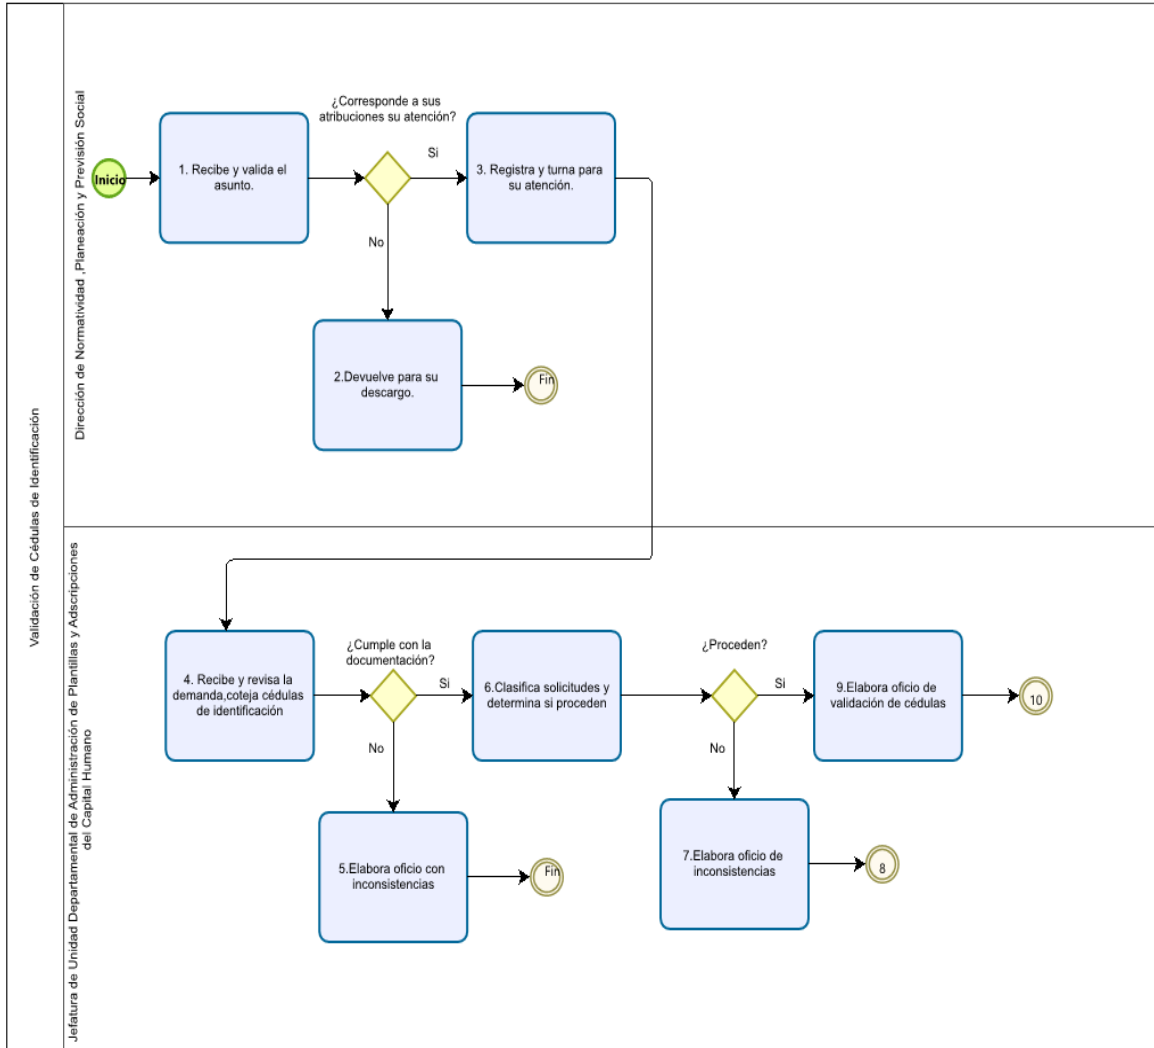 Validación de Cédulas de Identificación
Dirección de Normatividad ,Planeación y Previsión Social
Inicio
1. Recibe y valida el
asunto.
¿Corresponde a sus
atribuciones su atención?
Si
3. Registra y turna para
su atención.
No
2.Devuelve para su
descargo.
Fin
Jefatura de Unidad Departamental de Administración de Plantillas y Adscripciones
del Capital Humano
4. Recibe y revisa la
demanda,coteja cédulas
de identificación
¿Cumple con la
documentación?
Si
6.Clasifica solicitudes y
determina si proceden
¿Proceden?
Si
9.Elabora oficio de
validación de cédulas
10
No
5.Elabora oficio con
inconsistencias
Fin
No
7.Elabora oficio de
inconsistencias
8